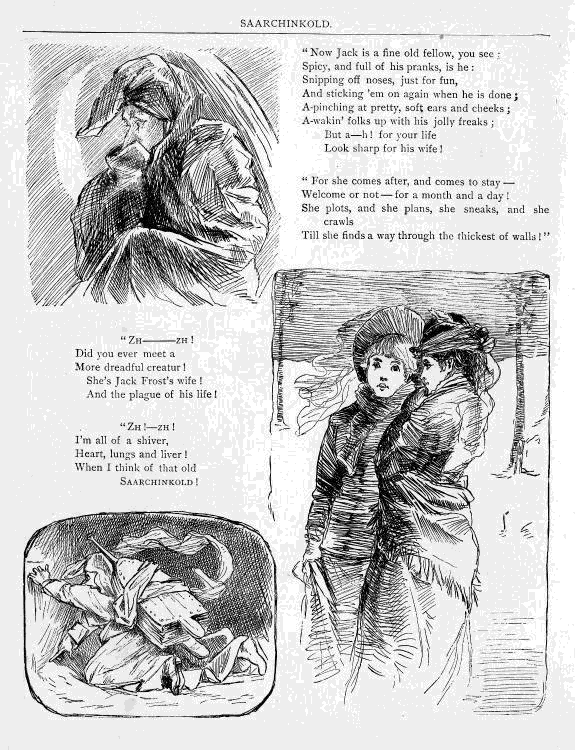 SAARCHINKOLD.
“ Now Jack is a fine old fellow, you see ;
Spicy, and full of his pranks, is he :
Snipping off noses, just for fun,
And sticking 'em on again when he is done ;
A-pinching at pretty, soft ears and cheeks ;
A-wakin' folks up with his jolly freaks ;
But a—h ! for your life
Look sharp for his wife !
“ For she comes after, and comes to stay —
Welcome or not — for a month and a day !
She plots, and she plans, she sneaks, and she
crawls
Till she finds a way through the thickest of walls ! ”
“ ZH———ZH !
Did you ever meet a
More dreadful creatur !
She's Jack Frost's wife !
And the plague of his life !
“ ZH !—ZH !
I'm all of a shiver,
Heart, lungs and liver !
When I think of that old
SAARCHINKOLD !